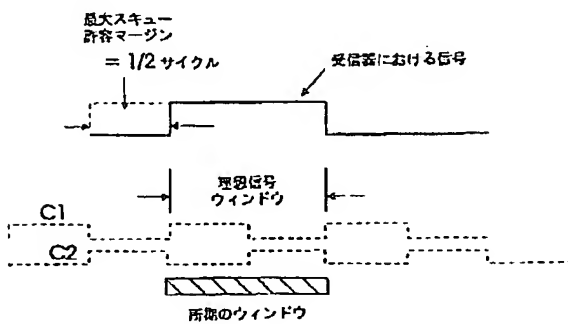 最大スキュー
許容マージン
= 1/2 サイクル
受信器における信号
理想信号
ウィンドウ
C1
C2
所望のウィンドウ